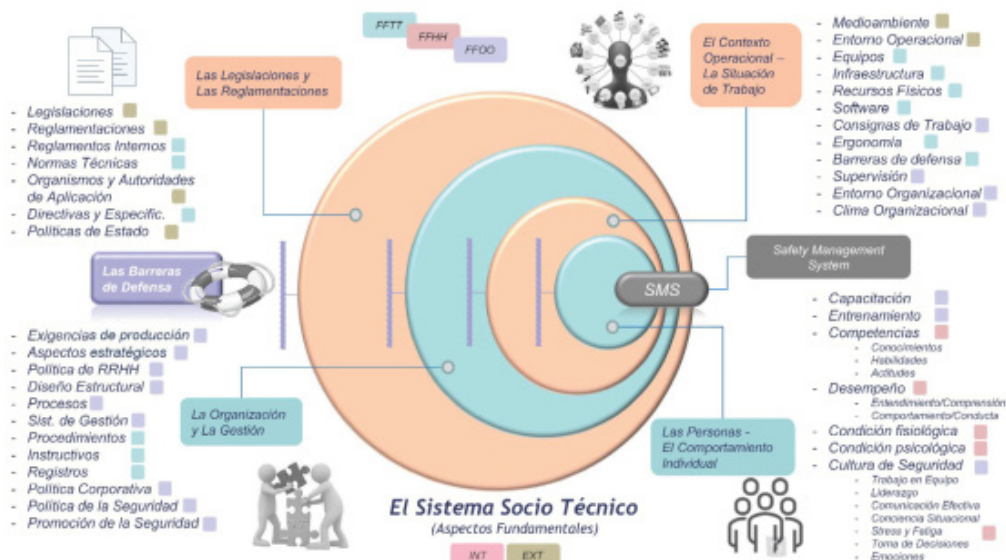 FFTT
FFHH
FFOO
Las Legislaciones y
Las Reglamentaciones
- Legislaciones
- Reglamentaciones
- Reglamentos Internos
- Normas Técnicas
- Organismos y Autoridades
de Aplicación
- Directivas y Especific.
- Políticas de Estado
El Contexto
Operacional –
La Situación
de Trabajo
- Medioambiente
- Entorno Operacional
- Equipos
- Infraestructura
- Recursos Físicos
- Software
- Consignas de Trabajo
- Ergonomía
- Barreras de defensa
- Supervisión
- Entorno Organizacional
- Clima Organizacional
Las Barreras
de Defensa
SMS
Safety Management
System
- Exigencias de producción
- Aspectos estratégicos
- Política de RRHH
- Diseño Estructural
- Procesos
- Sist. de Gestión
- Procedimientos
- Instructivos
- Registros
- Política Corporativa
- Política de la Seguridad
- Promoción de la Seguridad
La Organización
y La Gestión
Las Personas -
El Comportamiento
Individual
- Capacitación
- Entrenamiento
- Competencias
- Conocimientos
- Habilidades
- Actitudes
- Desempeño
- Entendimiento/Comprensión
- Comportamiento/Conducta
- Condición fisiológica
- Condición psicológica
- Cultura de Seguridad
- Trabajo en Equipo
- Liderazgo
- Comunicación Efectiva
- Conciencia Situacional
- Stress y Fatiga
- Toma de Decisiones
- Emociones
El Sistema Socio Técnico
(Aspectos Fundamentales)
INT
EXT